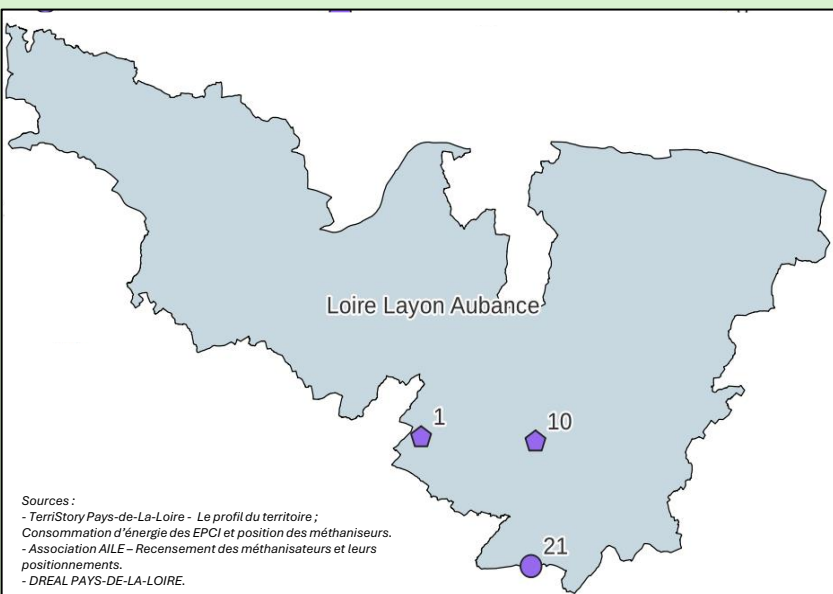 Loire Layon Aubance
1
10
21
Sources :
- TerriStory Pays-de-La-Loire - Le profil du territoire ;
Consommation d'énergie des EPCI et position des méthaniseurs.
- Association AILE – Recensement des méthanisateurs et leurs
positionnements.
- DREAL PAYS-DE-LA-LOIRE.